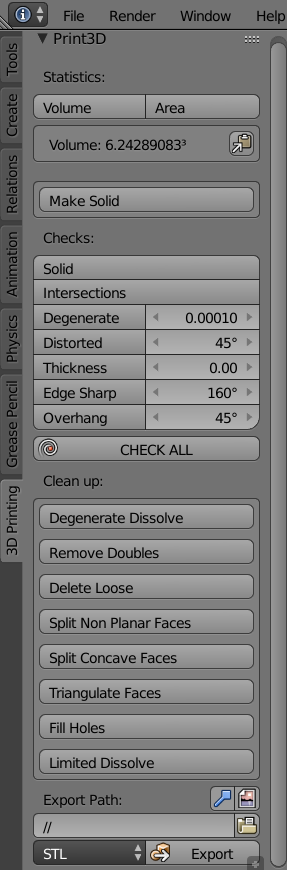 File Render Window Help
Print3D
Statistics:
Volume Area
Volume: 6.24289083³
Make Solid
Checks:
Solid
Intersections
Degenerate 0.00010
Distorted 45°
Thickness 0.00
Edge Sharp 160°
Overhang 45°
CHECK ALL
Clean up:
Degenerate Dissolve
Remove Doubles
Delete Loose
Split Non Planar Faces
Split Concave Faces
Triangulate Faces
Fill Holes
Limited Dissolve
Export Path:
//
STL Export
Tools
Create
Relations
Animation
Physics
Grease Pencil
3D Printing